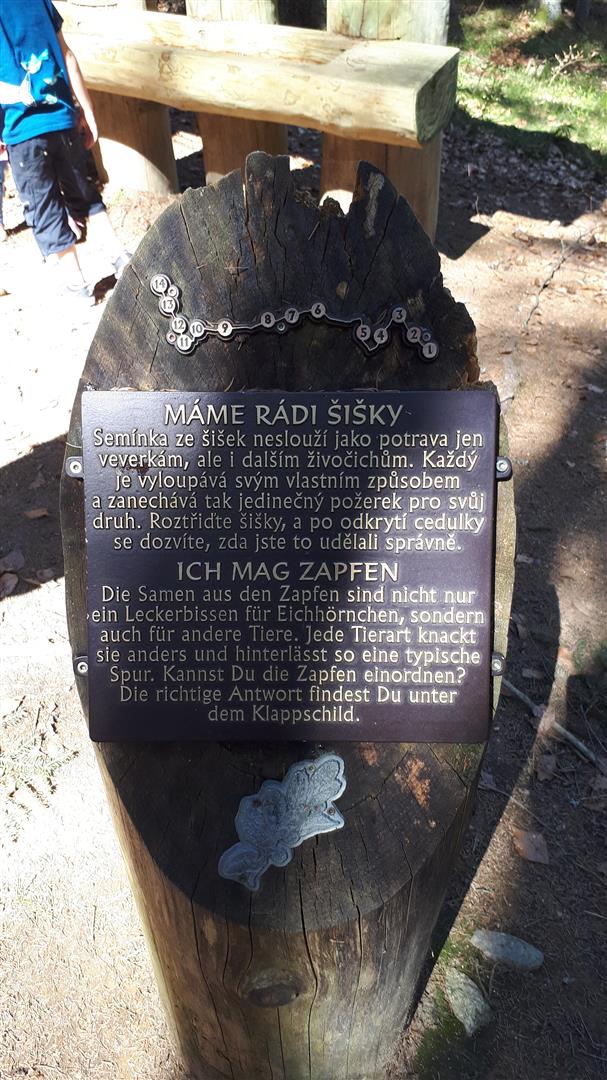 14
13
12
11
10
9
8
7
6
5
4
3
2
1
MÁME RÁDI ŠIŠKY
Semínka ze šišek neslouží jako potrava jen
veverkám, ale i dalším živočichům. Každý
je vyloupává svým vlastním způsobem
a zanechává tak jedinečný požerek pro svůj
druh. Roztřiďte šišky, a po odkrytí cedulky
se dozvíte, zda jste to udělali správně.
ICH MAG ZAPFEN
Die Samen aus den Zapfen sind nicht nur
ein Leckerbissen für Eichhörnchen, sondern
auch für andere Tiere. Jede Tierart knackt
sie anders und hinterlässt so eine typische
Spur. Kannst Du die Zapfen einordnen?
Die richtige Antwort findest Du unter
dem Klappschild.